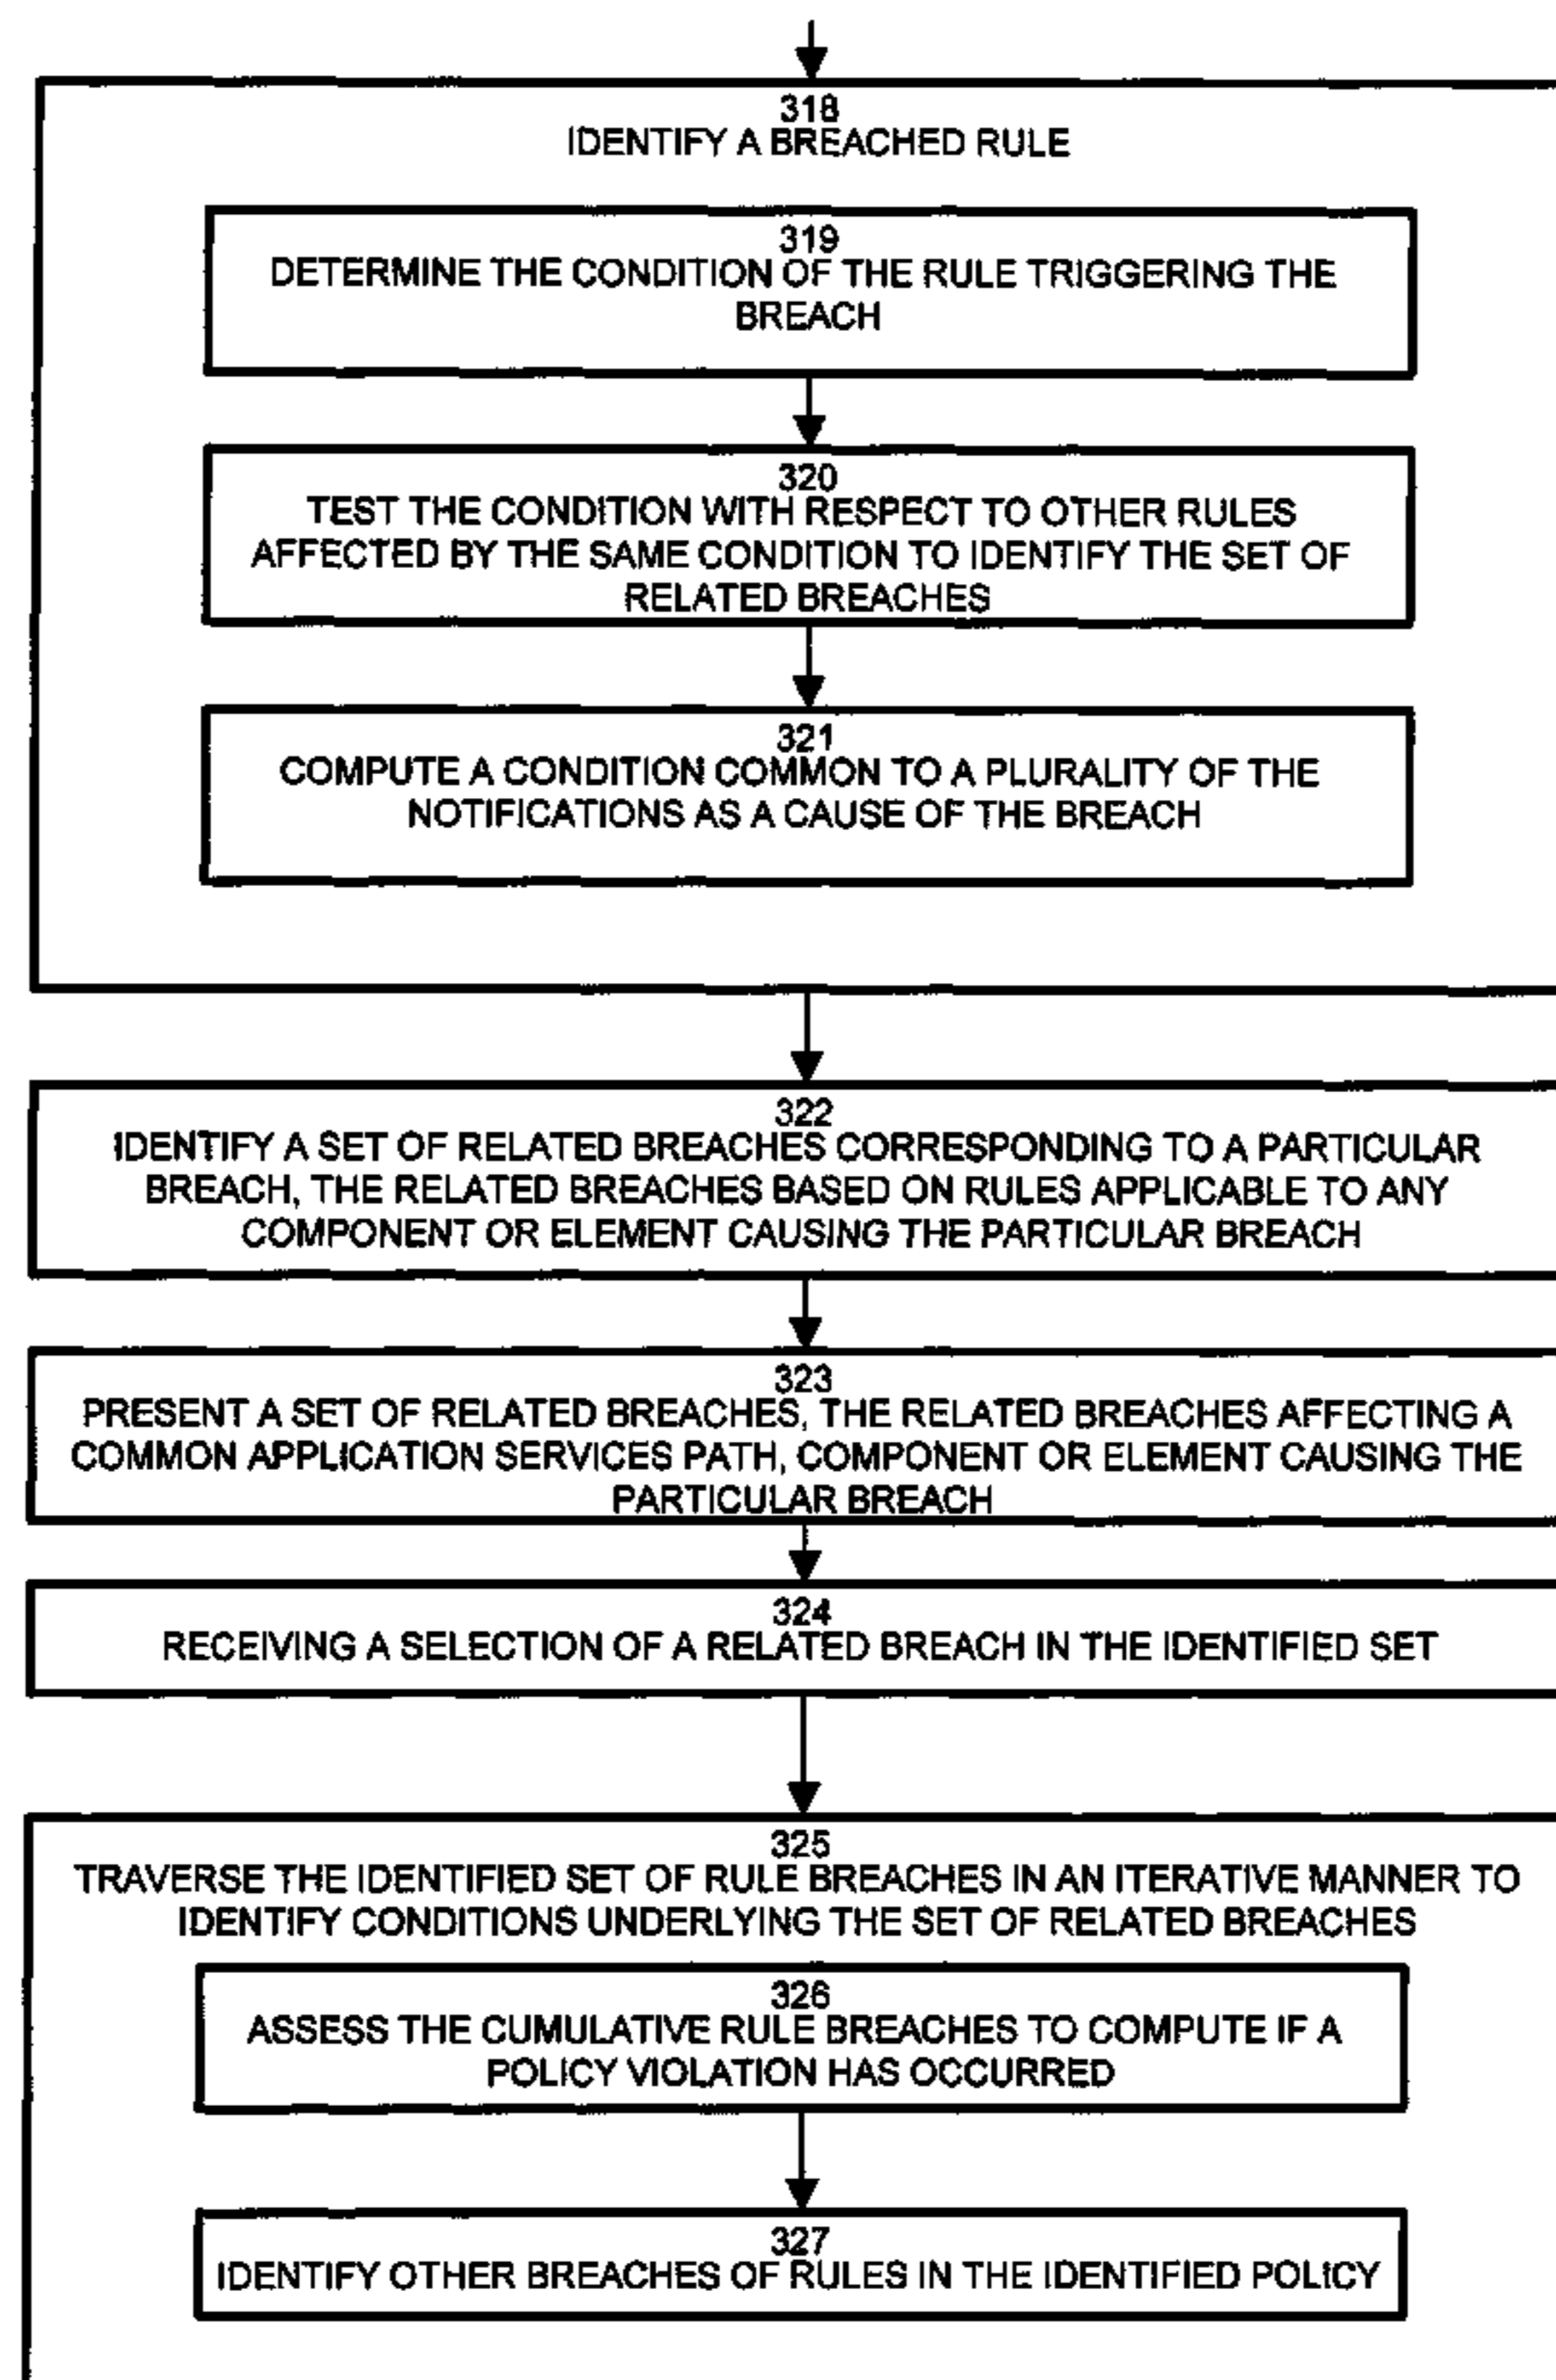 318
IDENTIFY A BREACHED RULE
319
DETERMINE THE CONDITION OF THE RULE TRIGGERING THE
BREACH
320
TEST THE CONDITION WITH RESPECT TO OTHER RULES
AFFECTED BY THE SAME CONDITION TO IDENTIFY THE SET OF
RELATED BREACHES
321
COMPUTE A CONDITION COMMON TO A PLURALITY OF THE
NOTIFICATIONS AS A CAUSE OF THE BREACH
322
IDENTIFY A SET OF RELATED BREACHES CORRESPONDING TO A PARTICULAR
BREACH, THE RELATED BREACHES BASED ON RULES APPLICABLE TO ANY
COMPONENT OR ELEMENT CAUSING THE PARTICULAR BREACH
323
PRESENT A SET OF RELATED BREACHES, THE RELATED BREACHES AFFECTING A
COMMON APPLICATION SERVICES PATH, COMPONENT OR ELEMENT CAUSING THE
PARTICULAR BREACH
324
RECEIVING A SELECTION OF A RELATED BREACH IN THE IDENTIFIED SET
325
TRAVERSE THE IDENTIFIED SET OF RULE BREACHES IN AN ITERATIVE MANNER TO
IDENTIFY CONDITIONS UNDERLYING THE SET OF RELATED BREACHES
326
ASSESS THE CUMULATIVE RULE BREACHES TO COMPUTE IF A
POLICY VIOLATION HAS OCCURRED
327
IDENTIFY OTHER BREACHES OF RULES IN THE IDENTIFIED POLICY